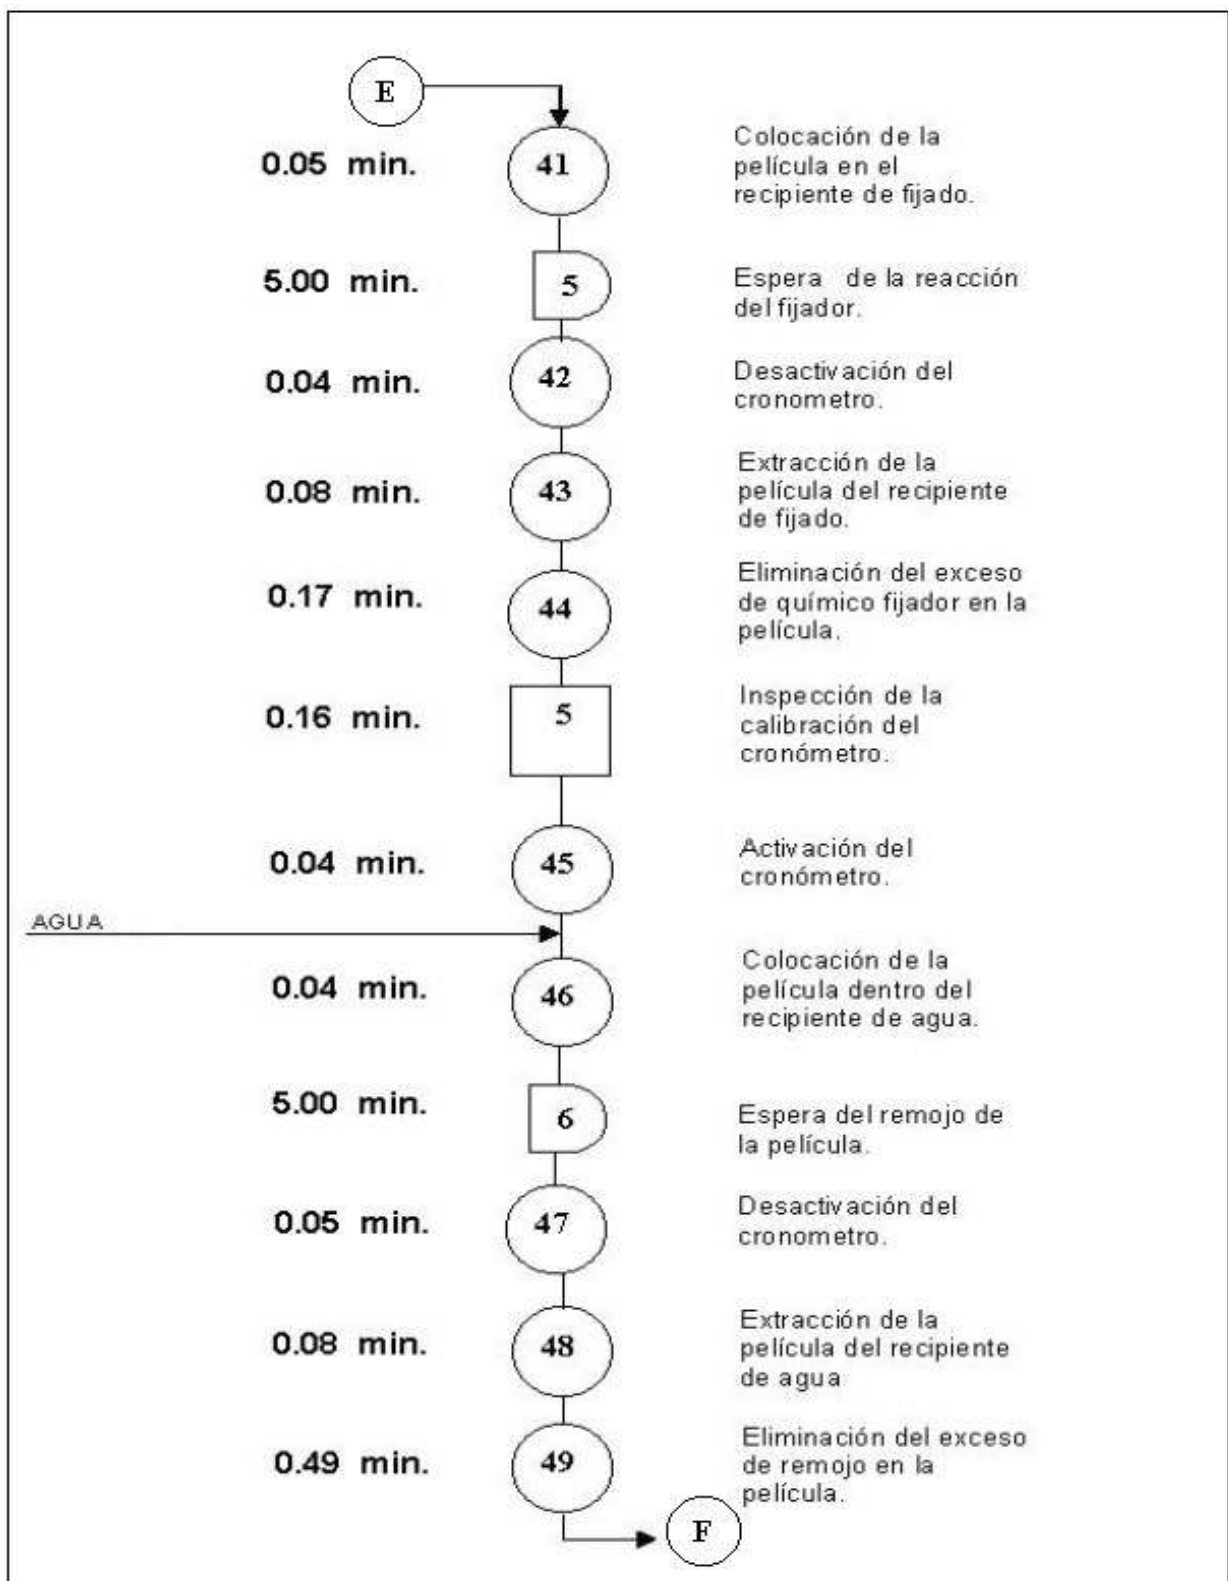 E
0.05 min.
41
Colocación de la
película en el
recipiente de fijado.
5.00 min.
5
Espera de la reacción
del fijador.
0.04 min.
42
Desactivación del
cronometro.
0.08 min.
43
Extracción de la
película del recipiente
de fijado.
0.17 min.
44
Eliminación del exceso
de químico fijador en la
película.
0.16 min.
5
Inspección de la
calibración del
cronómetro.
0.04 min.
45
Activación del
cronómetro.
AGUA
0.04 min.
46
Colocación de la
película dentro del
recipiente de agua.
5.00 min.
6
Espera del remojo de
la película.
0.05 min.
47
Desactivación del
cronometro.
0.08 min.
48
Extracción de la
película del recipiente
de agua
0.49 min.
49
Eliminación del exceso
de remojo en la
película.
F